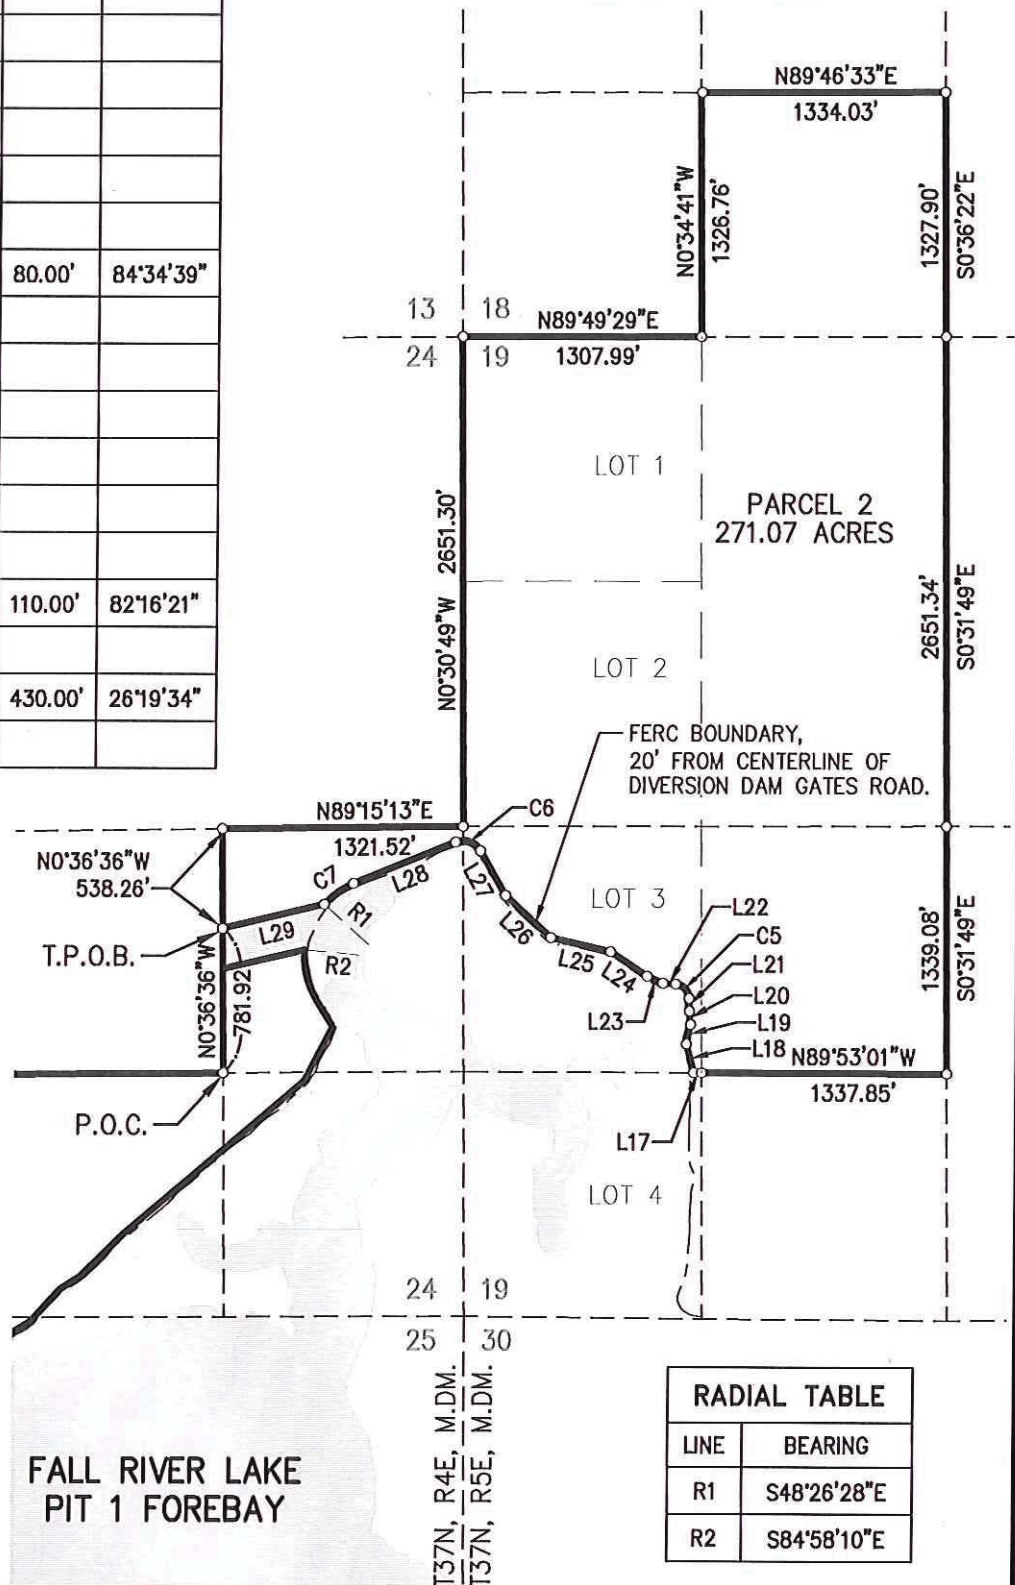 80.00' 84°34'39"
110.00' 82°16'21"
430.00' 26°19'34"
N89°46'33"E
1334.03'
N0°34'41"W
1326.76'
1327.90'
S0°36'22"E
13 18
24 19
N89°49'29"E
1307.99'
LOT 1
PARCEL 2
271.07 ACRES
N0°30'49"W 2651.30'
2651.34'
S0°31'49"E
LOT 2
FERC BOUNDARY,
20' FROM CENTERLINE OF
DIVERSION DAM GATES ROAD.
N89°15'13"E
1321.52'
C6
N0°36'36"W
538.26'
C7
L28
L27
L26
LOT 3
L22
C5
L21
L20
L19
L18
R1
L29
R2
T.P.O.B.
L25
L24
L23
N0°36'36"W
781.92
1339.08'
S0°31'49"E
N89°53'01"W
1337.85'
P.O.C.
L17
LOT 4
24 19
25 30
T37N, R4E, M.DM.
T37N, R5E, M.DM.
FALL RIVER LAKE
PIT 1 FOREBAY
RADIAL TABLE
LINE BEARING
R1 S48°26'28"E
R2 S84°58'10"E